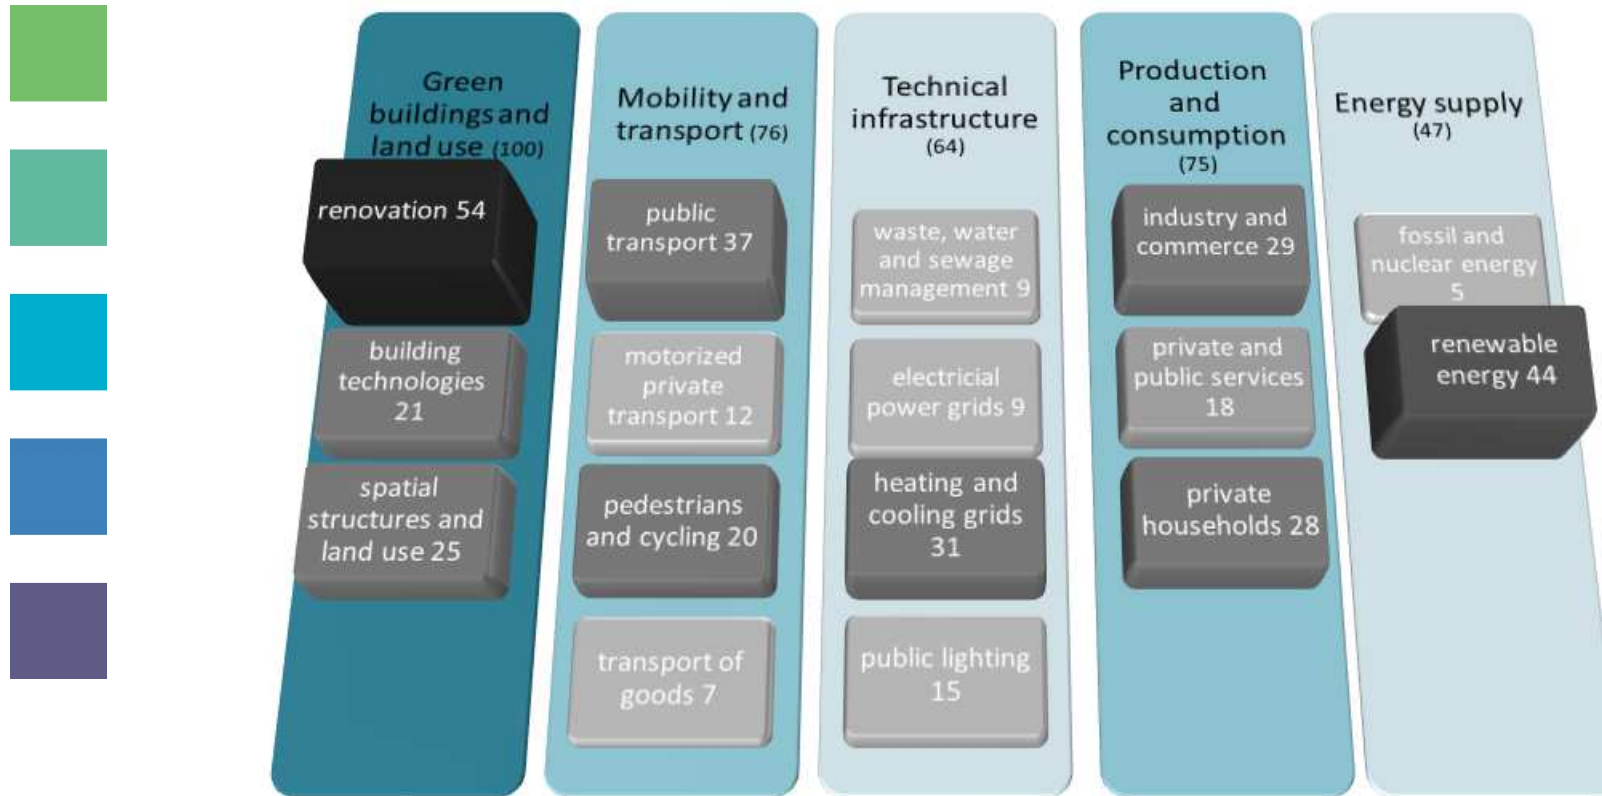 Green
buildings and
land use (100)
renovation 54
building
technologies
21
spatial
structures and
land use 25
Mobility and
transport (76)
public
transport 37
motorized
private
transport 12
pedestrians
and cycling 20
transport of
goods 7
Technical
infrastructure
(64)
waste, water
and sewage
management 9
electricial
power grids 9
heating and
cooling grids
31
public lighting
15
Production
and
consumption
(75)
industry and
commerce 29
private and
public services
18
private
households 28
Energy supply
(47)
fossil and
nuclear energy
5
renewable
energy 44